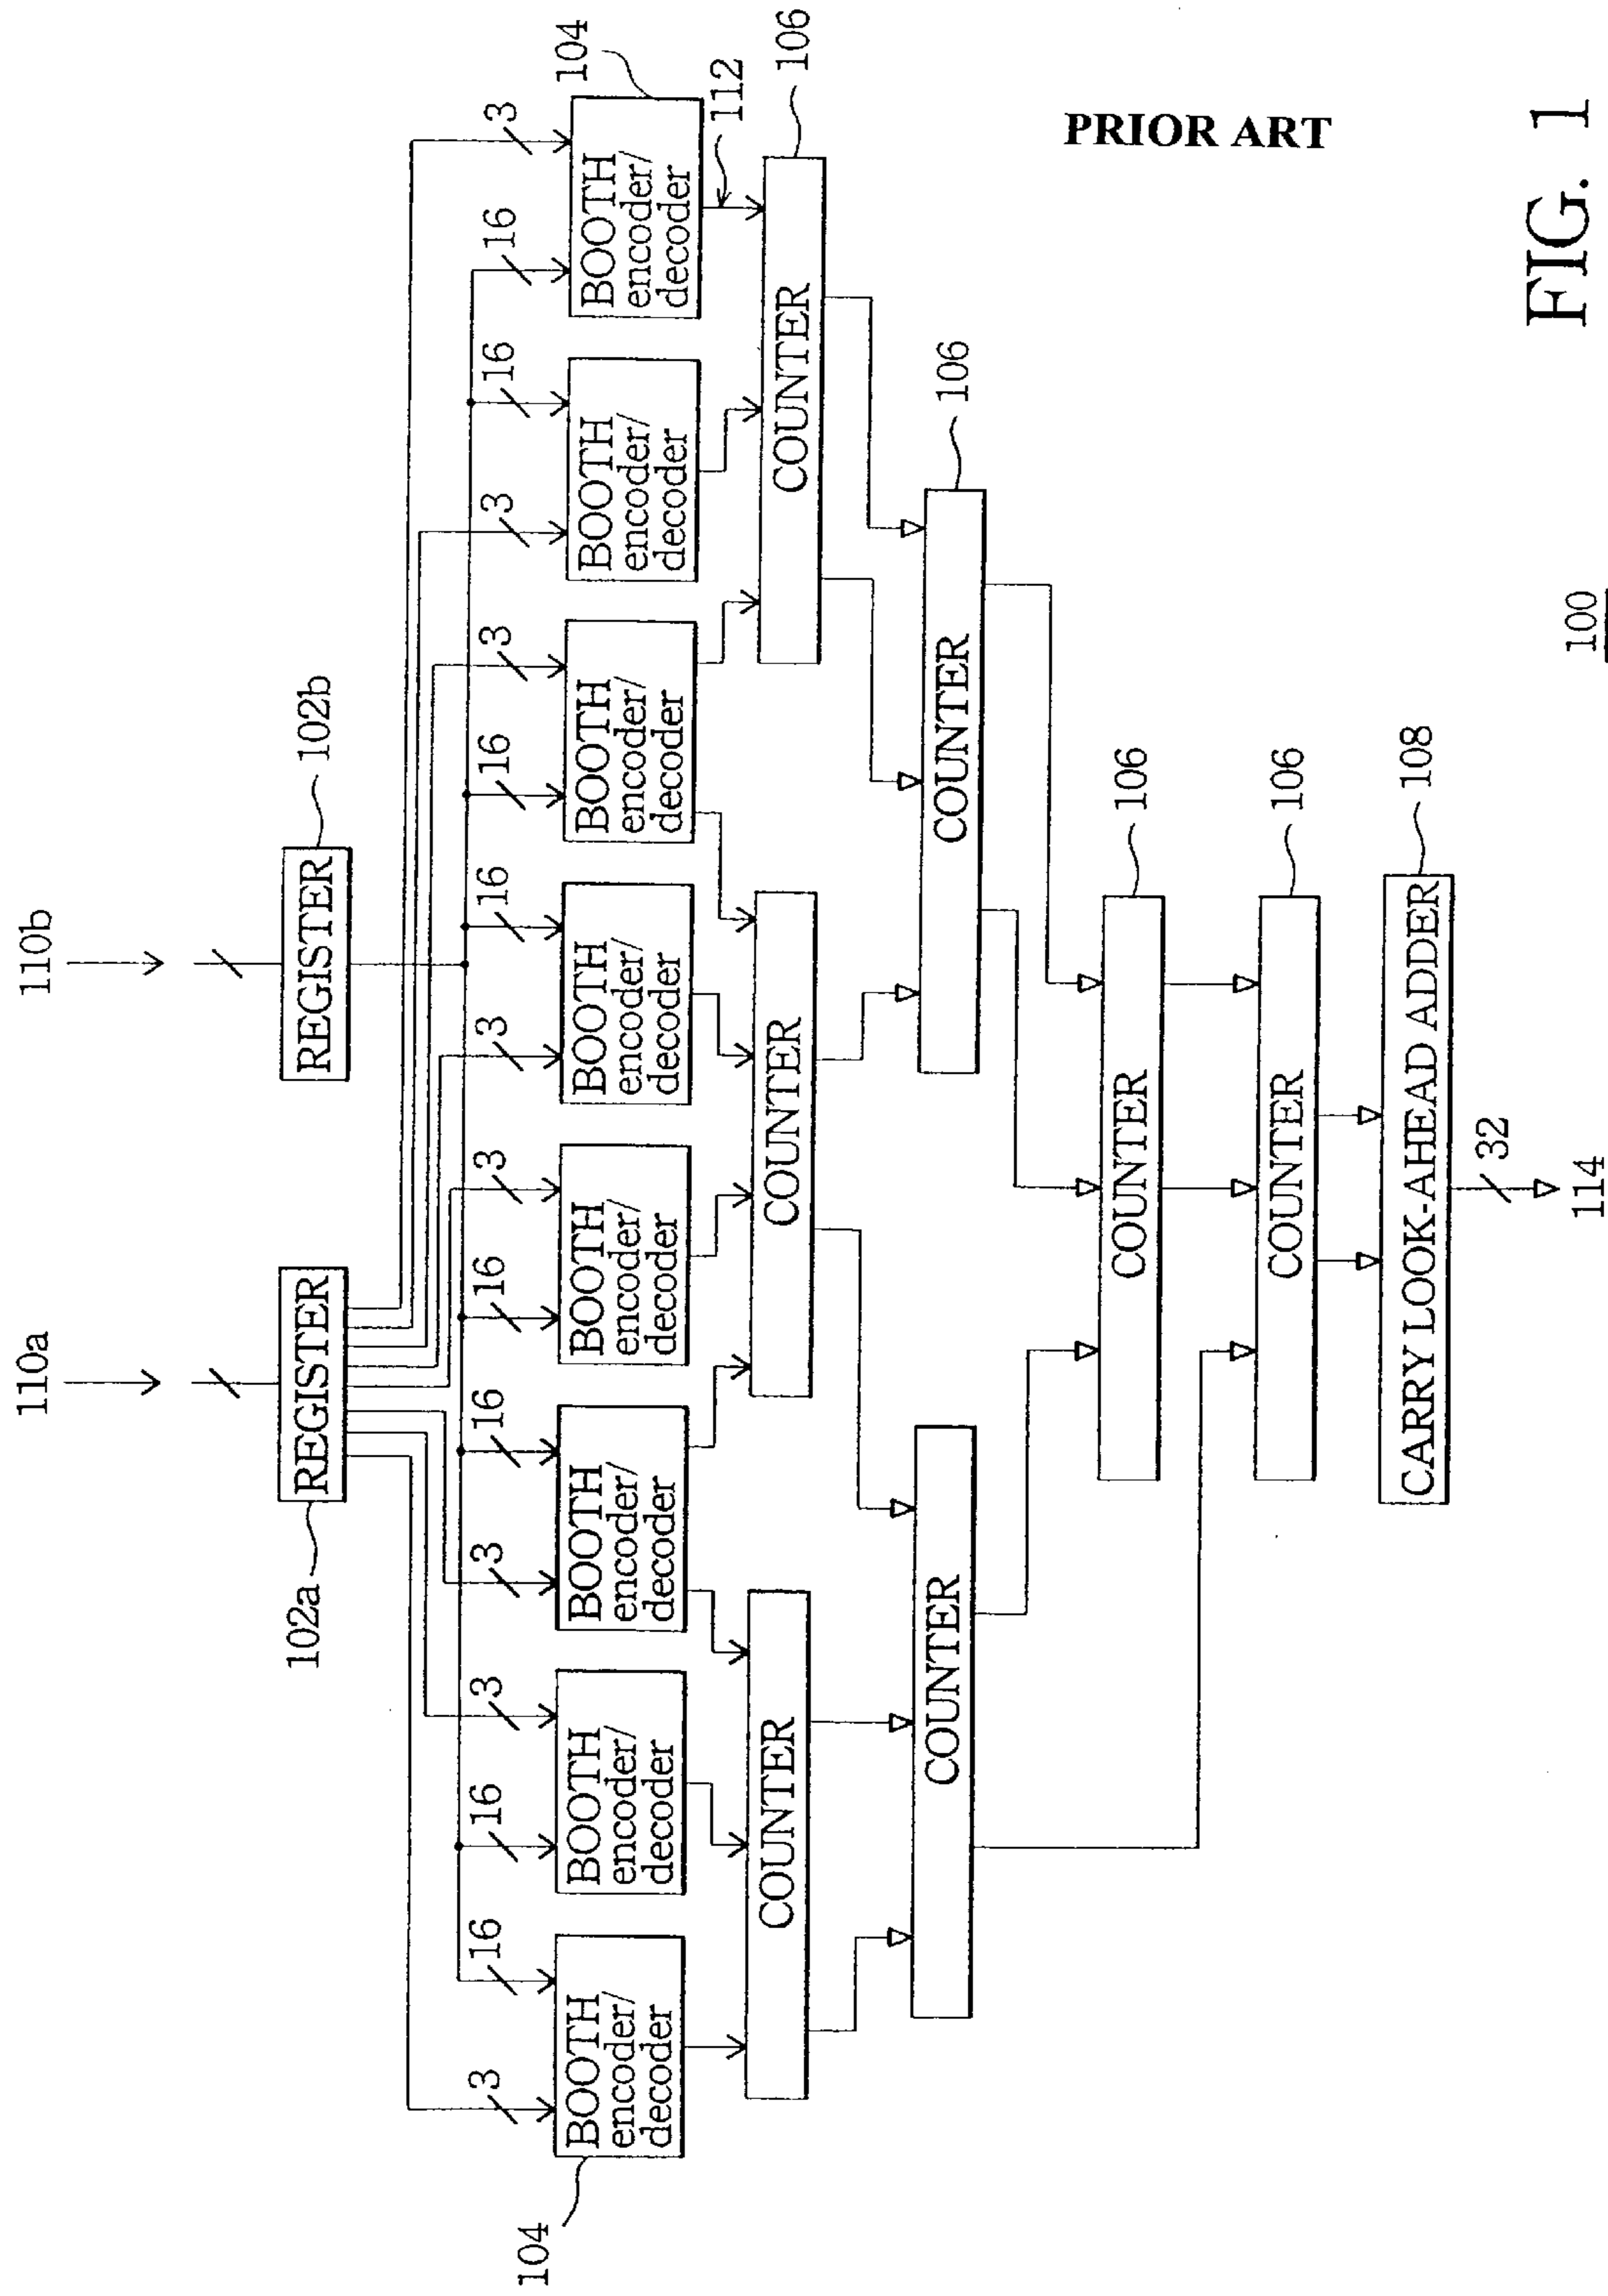 110a
110b
102a
REGISTER
REGISTER
102b
3
16
16
3
3
16
16
3
3
16
16
3
3
16
16
3
104
BOOTH
encoder/
decoder
BOOTH
encoder/
decoder
BOOTH
encoder/
decoder
BOOTH
encoder/
decoder
BOOTH
encoder/
decoder
BOOTH
encoder/
decoder
BOOTH
encoder/
decoder
BOOTH
encoder/
decoder
104
112
COUNTER
COUNTER
COUNTER
106
COUNTER
COUNTER
106
COUNTER
106
COUNTER
106
CARRY LOOK-AHEAD ADDER
108
32
114
100
PRIOR ART
FIG. 1